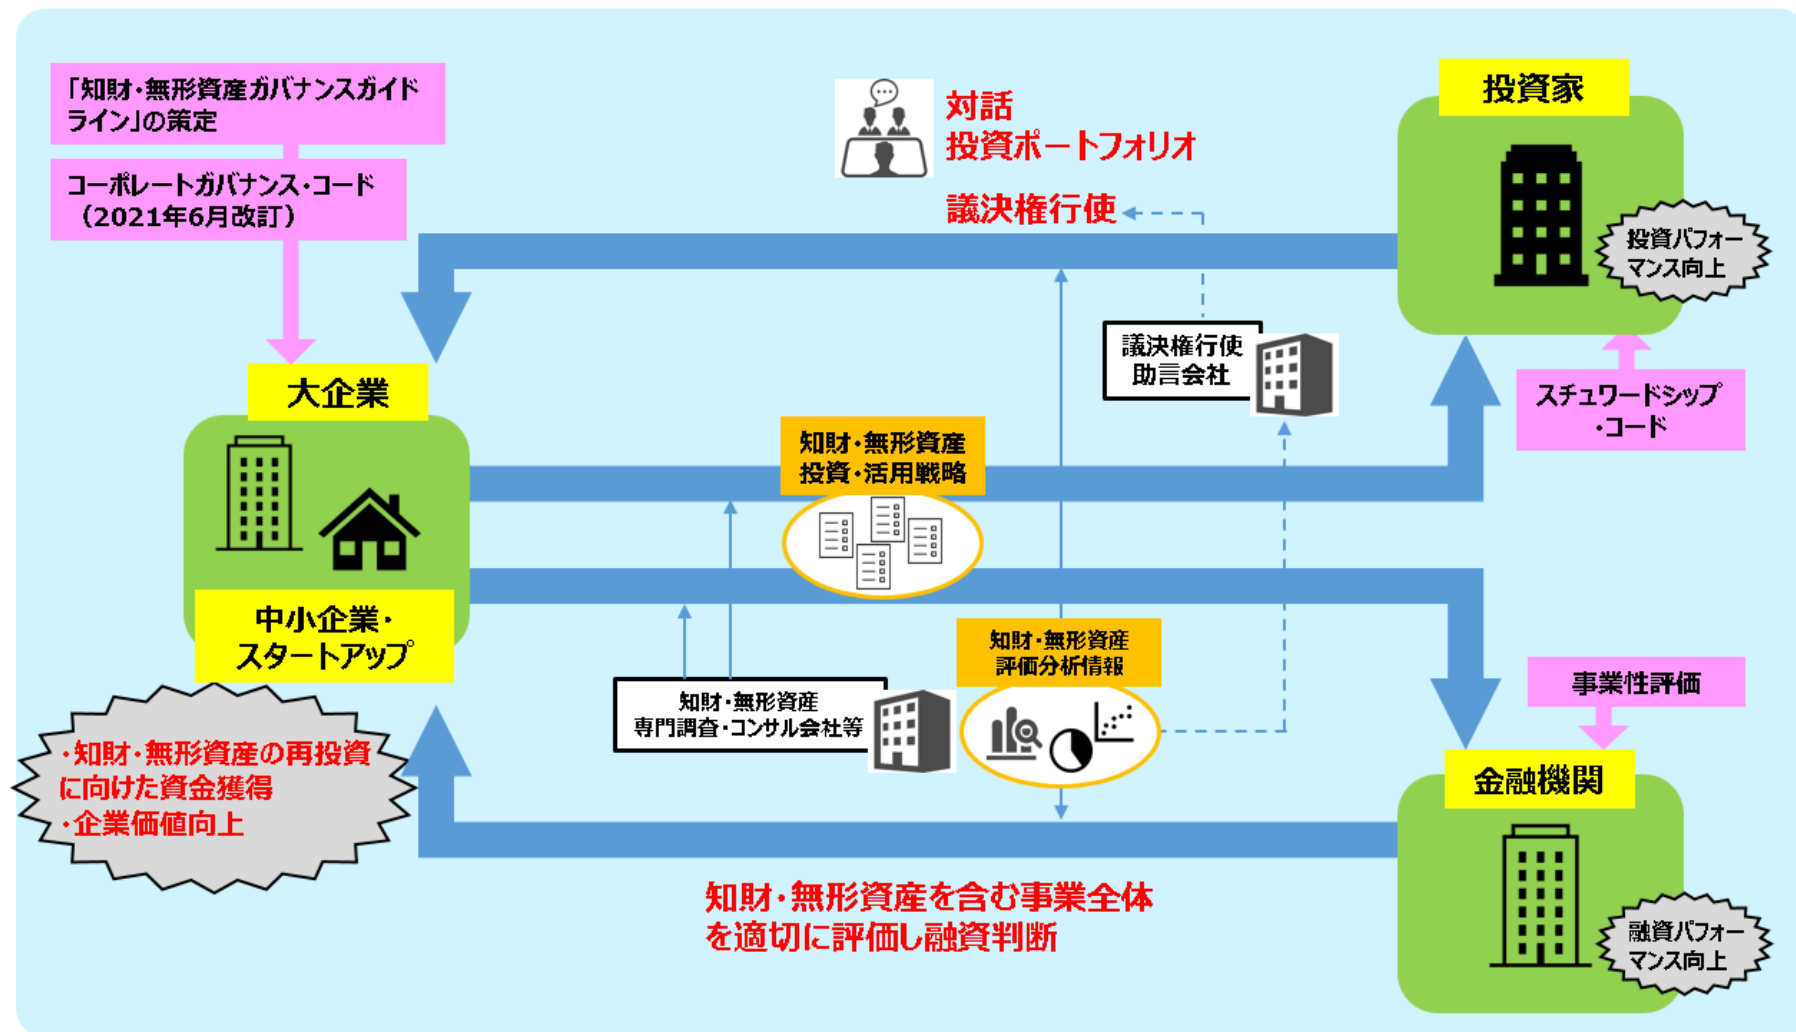 「知財・無形資産ガバナンスガイド
ライン」の策定
コーポレートガバナンス・コード
（2021年6月改訂）
対話
投資ポートフォリオ
議決権行使
投資家
投資パフォー
マンス向上
議決権行使
助言会社
スチュワードシップ
・コード
大企業
知財・無形資産
投資・活用戦略
中小企業・
スタートアップ
知財・無形資産
評価分析情報
知財・無形資産
専門調査・コンサル会社等
事業性評価
・知財・無形資産の再投資
に向けた資金獲得
・企業価値向上
金融機関
知財・無形資産を含む事業全体
を適切に評価し融資判断
融資パフォー
マンス向上